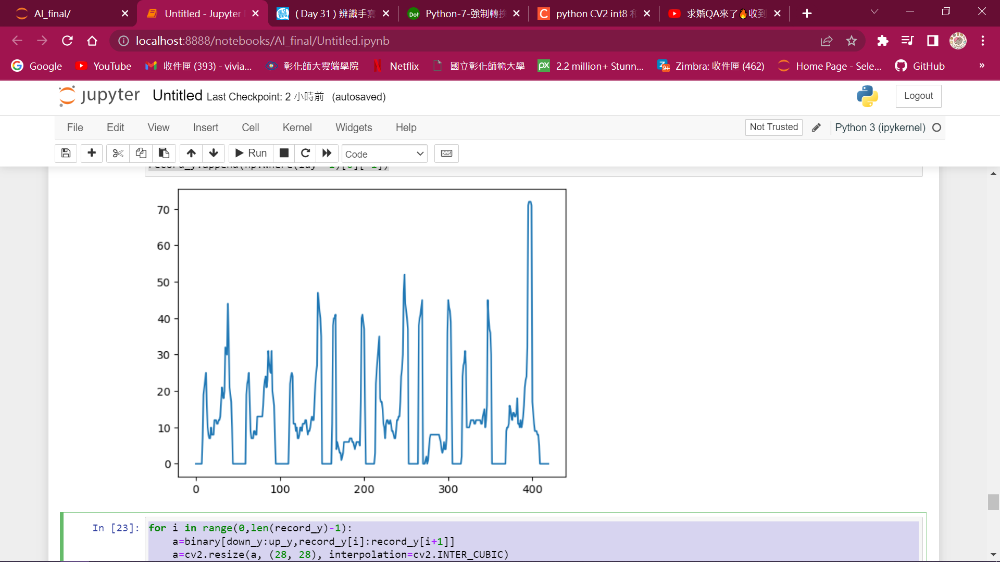 AI_final/
Untitled - Jupyter
( Day 31 ) 辨識手寫
Dot Python-7-強制轉換
C python CV2 int8 和
求婚QA來了🔥收到
localhost:8888/notebooks/AI_final/Untitled.ipynb
Google
YouTube
收件匣 (393) - vivia...
彰化師大雲端學院
Netflix
國立彰化師範大學
px 2.2 million+ Stunn...
Zimbra: 收件匣 (462)
Home Page - Sele...
GitHub
»
jupyter Untitled Last Checkpoint: 2 小時前 (autosaved)
Logout
File Edit View Insert Cell Kernel Widgets Help
Not Trusted
Python 3 (ipykernel)
Run
Code
70
60
50
40
30
20
10
0
0 100 200 300 400
In [23]: for i in range(0,len(record_y)-1):
a=binary[down_y:up_y,record_y[i]:record_y[i+1]]
a=cv2.resize(a, (28, 28), interpolation=cv2.INTER_CUBIC)